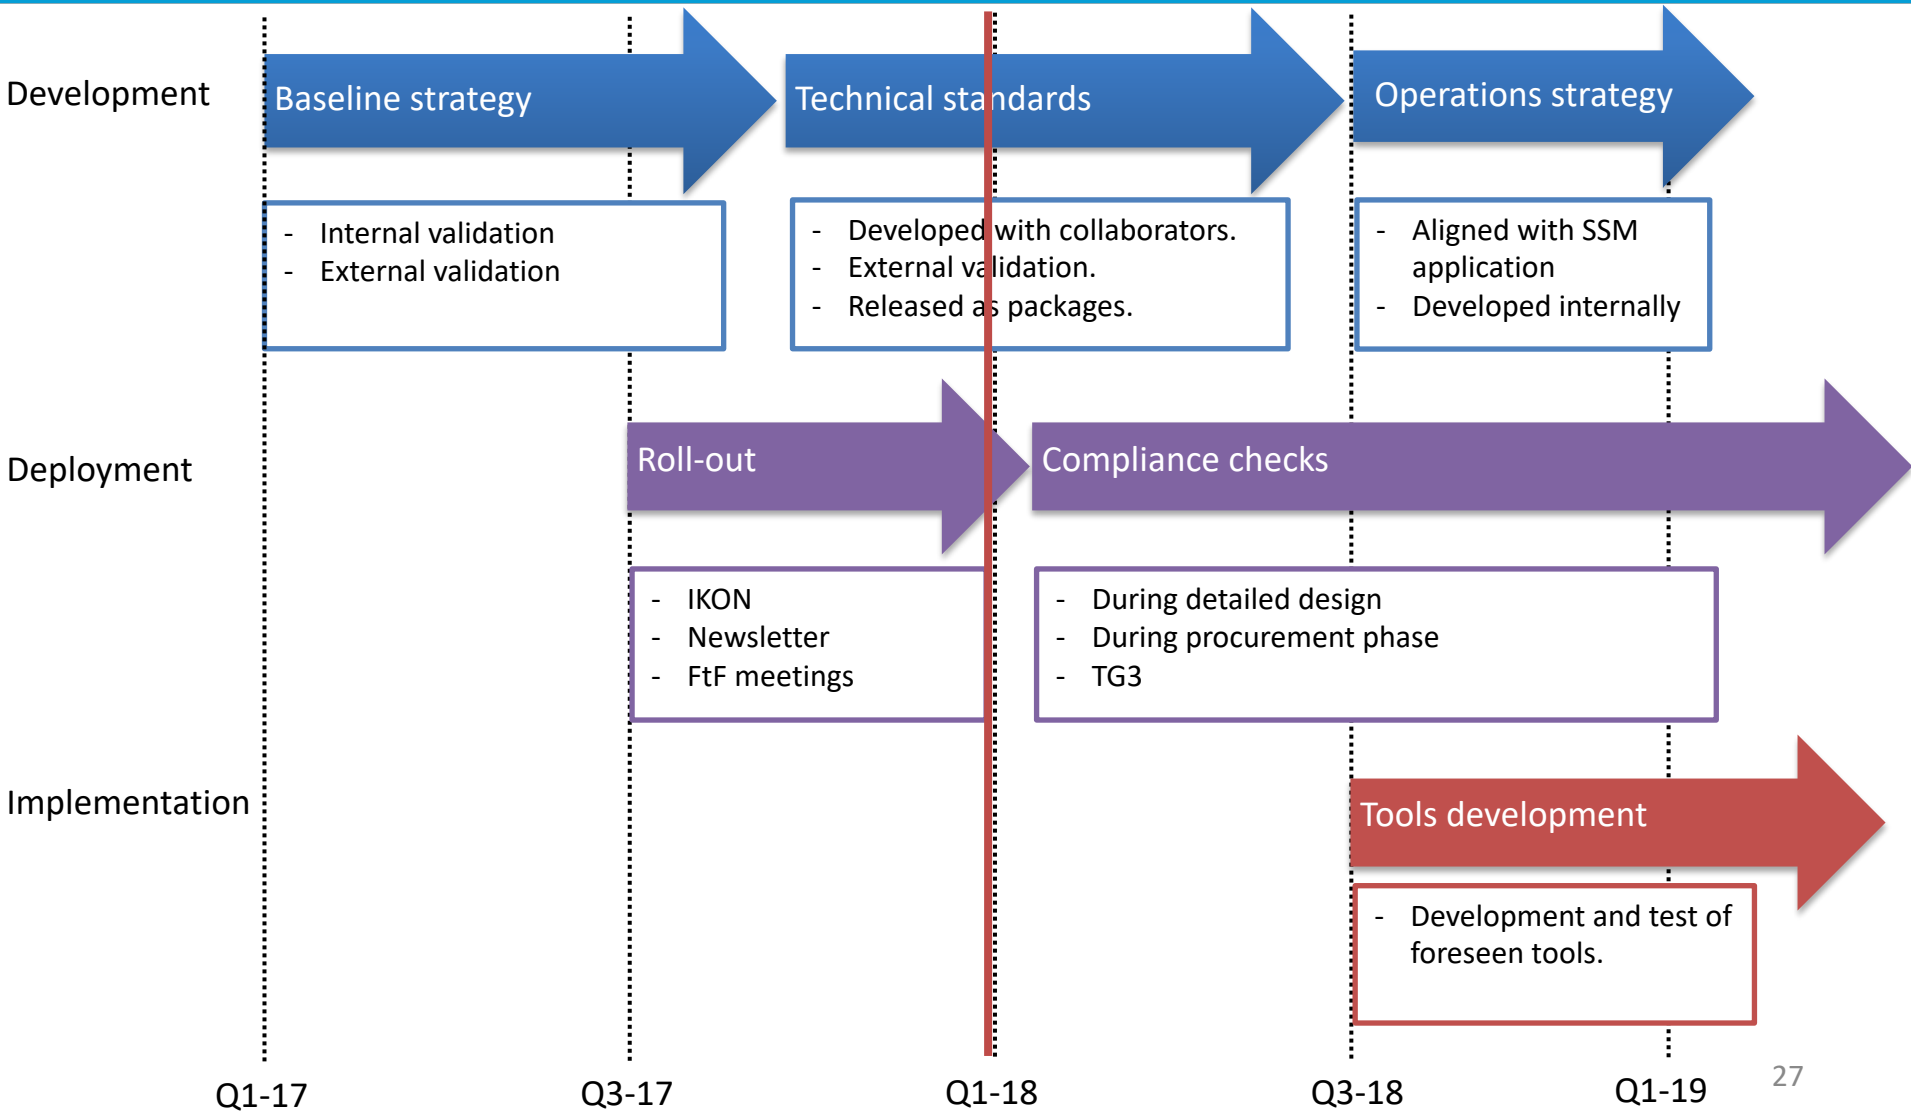 Development
Baseline strategy
Technical standards
Operations strategy
- Internal validation
- External validation
- Developed with collaborators.
- External validation.
- Released as packages.
- Aligned with SSM
application
- Developed internally
Deployment
Roll-out
Compliance checks
- IKON
- Newsletter
- FtF meetings
- During detailed design
- During procurement phase
- TG3
Implementation
Tools development
- Development and test of
foreseen tools.
Q1-17
Q3-17
Q1-18
Q3-18
Q1-19
27